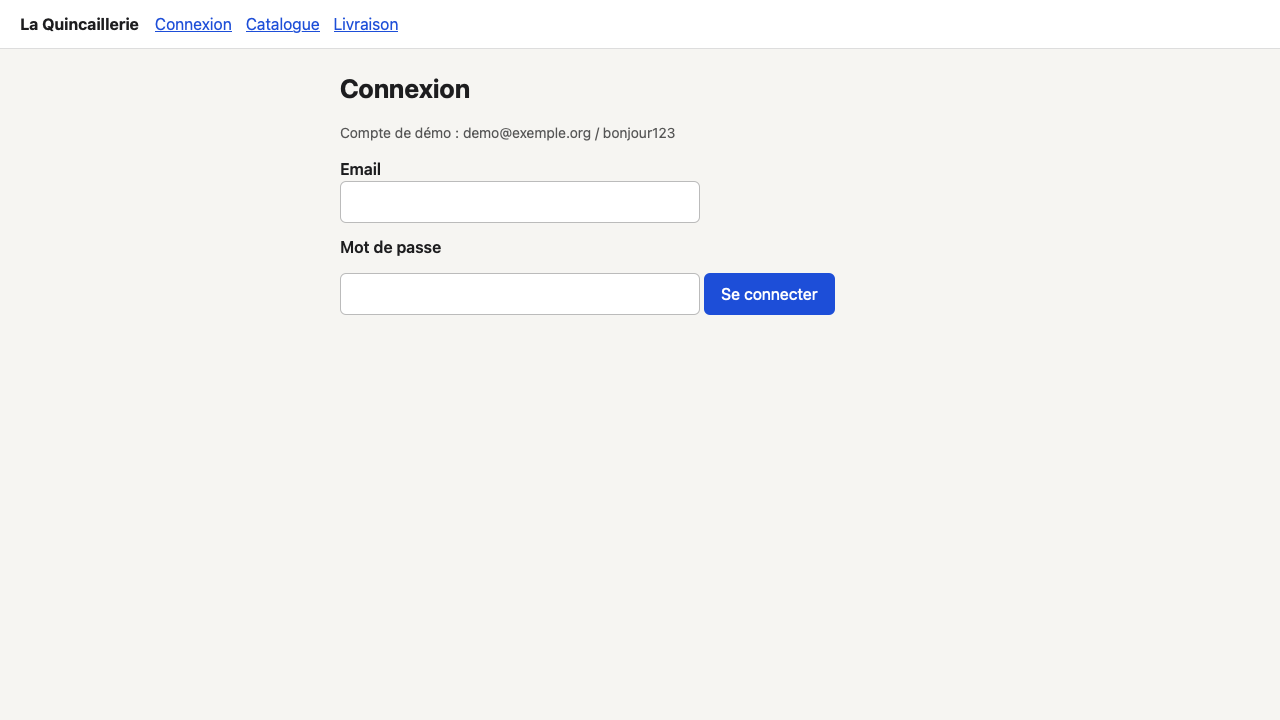 La Quincaillerie Connexion Catalogue Livraison
Connexion
Compte de démo : demo@exemple.org / bonjour123
Email
Mot de passe
Se connecter